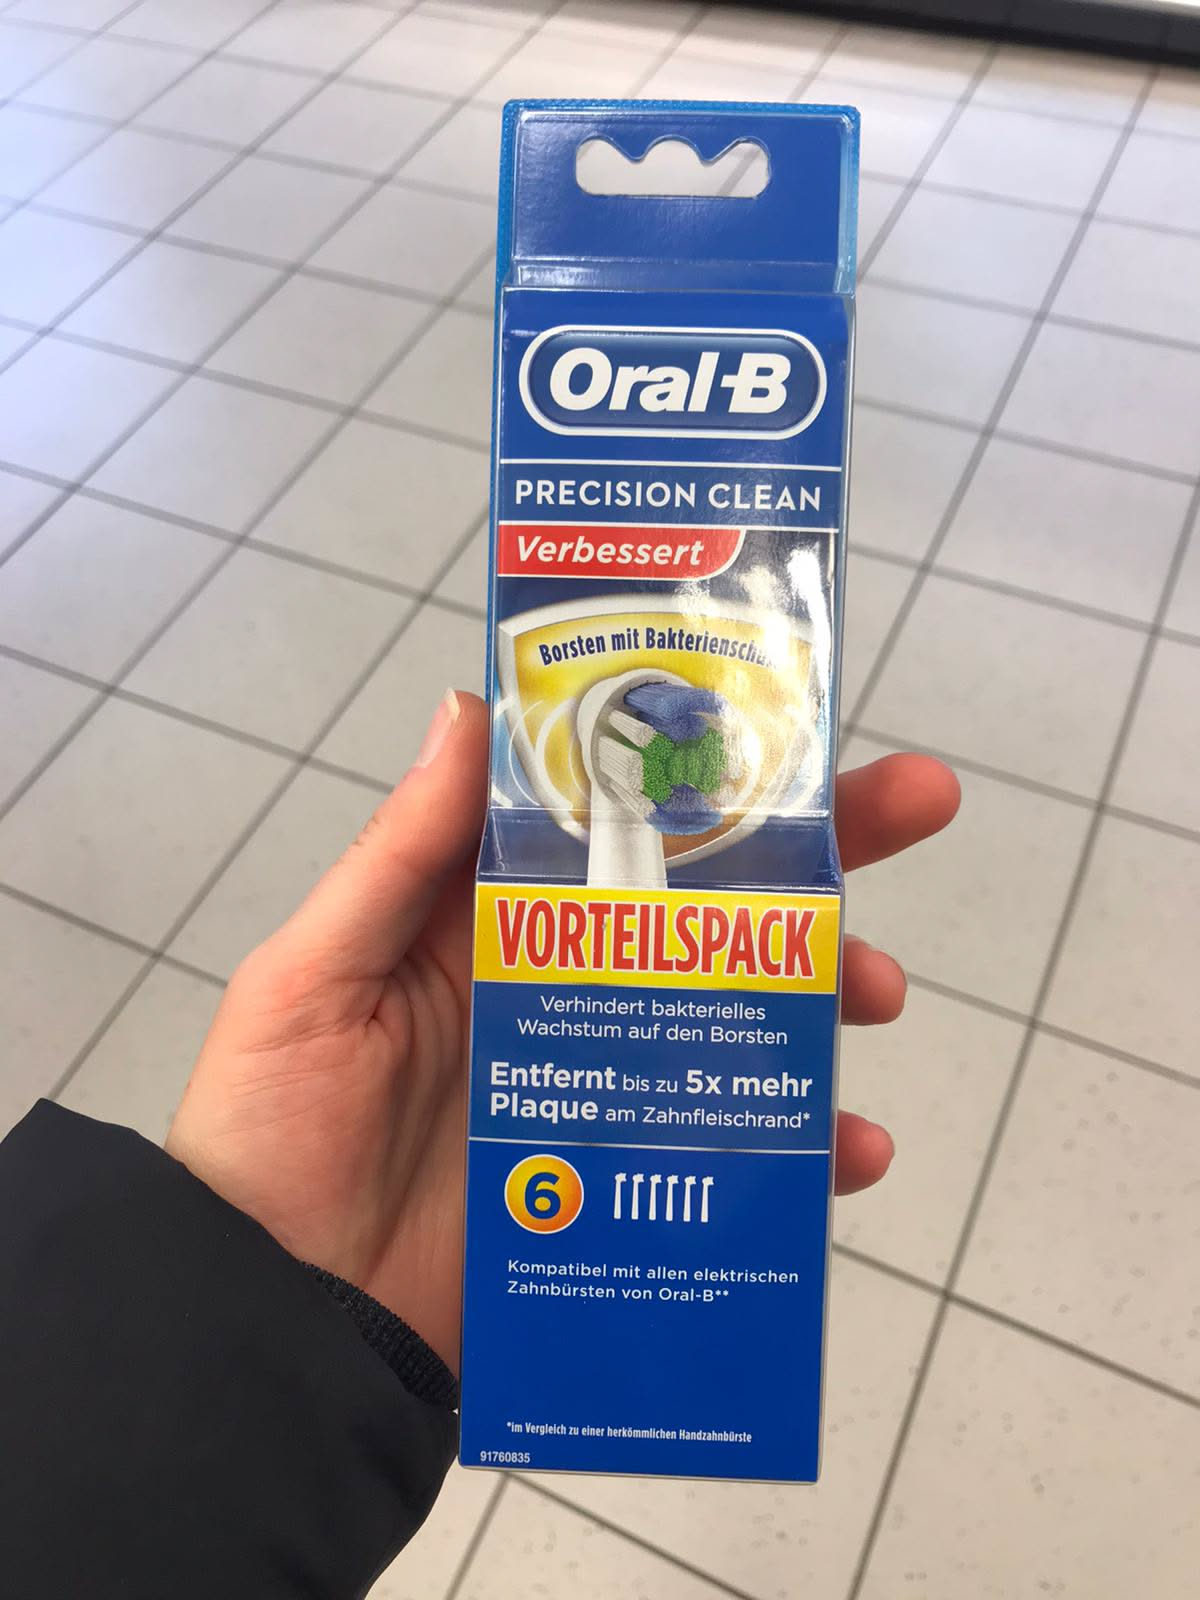 Oral-B
PRECISION CLEAN
Verbessert
Borsten mit
VORTEILSPACK
Verhindert bakterielles
Wachstum auf den Borsten
Entfernt bis zu 5x mehr
Plaque am Zahnfleischrand*
6
Kompatibel mit allen elektrischen
Zahnbürsten von Oral-B**
*im Vergleich zu einer herkömmlichen Handzahnbürste
91760835